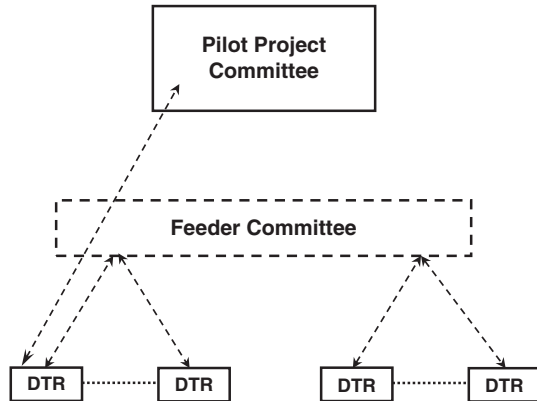 Pilot Project
Committee
Feeder Committee
DTR
DTR
DTR
DTR